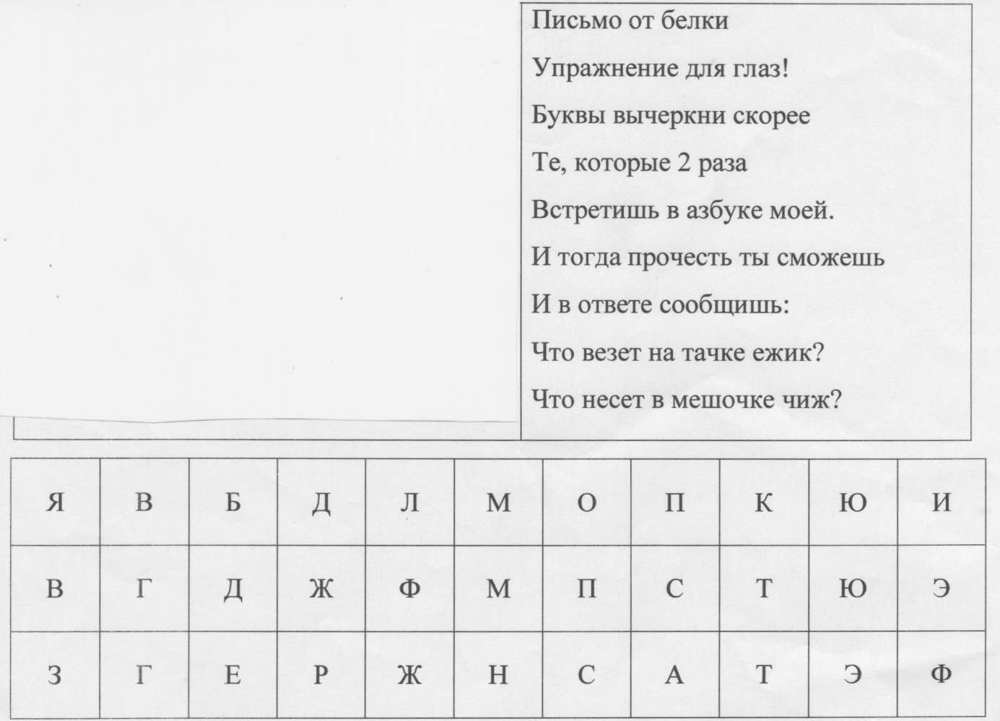 Письмо от белки
Упражнение для глаз!
Буквы вычеркни скорее
Те, которые 2 раза
Встретишь в азбуке моей.
И тогда прочесть ты сможешь
И в ответе сообщишь:
Что везет на тачке ежик?
Что несет в мешочке чиж?
Я В Б Д Л М О П К Ю И
В Г Д Ж Ф М П С Т Ю Э
З Г Е Р Ж Н С А Т Э Ф